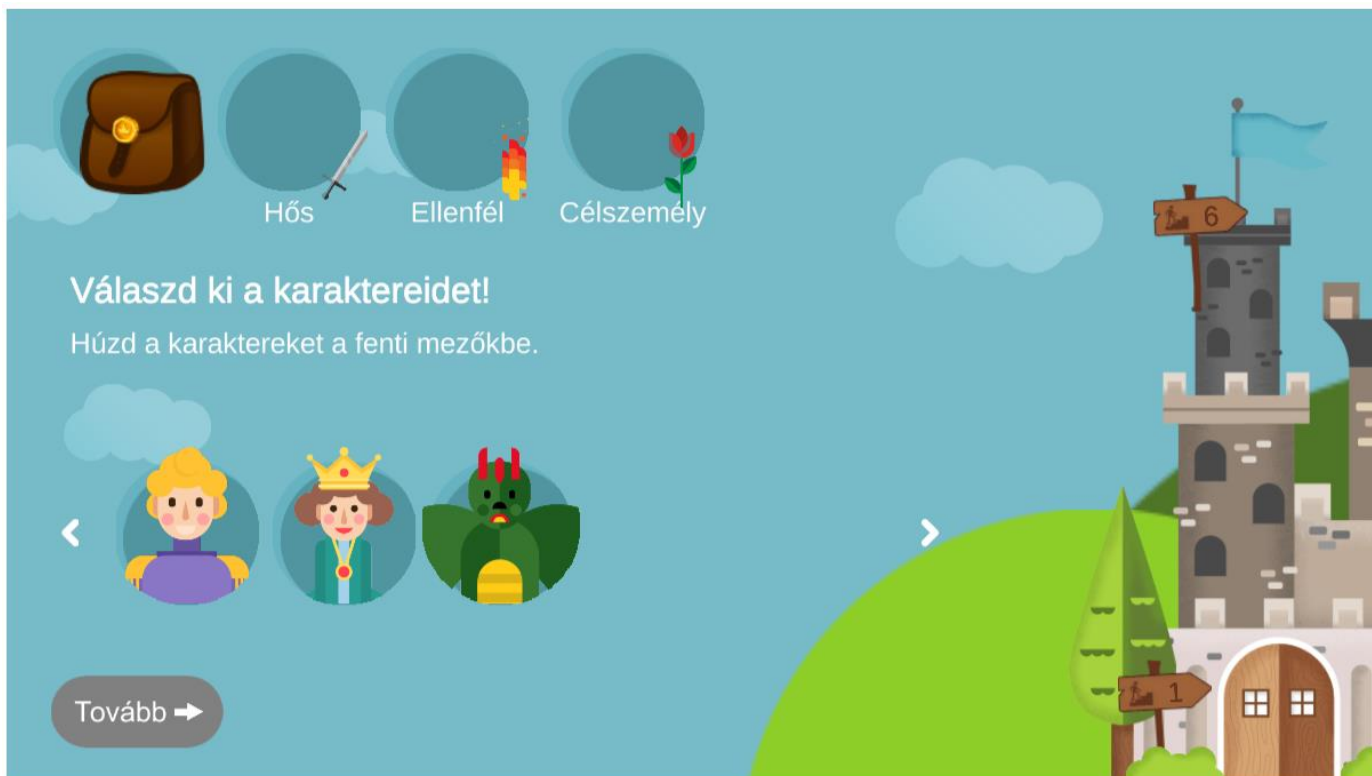 Hős
Ellenfél
Célszemély
6
Válaszd ki a karaktereidet!
Húzd a karaktereket a fenti mezőkbe.
1
Tovább